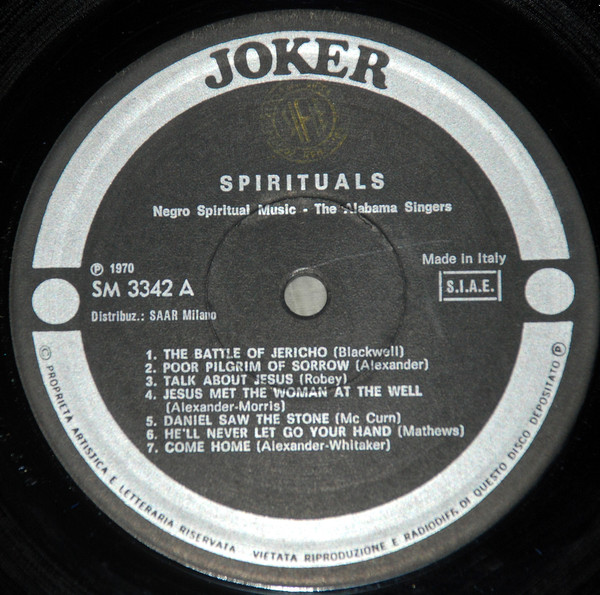 JOKER
SPIRITUALS
Negro Spiritual Music - The Alabama Singers
Ⓟ 1970
SM 3342 A
Distribuz.: SAAR Milano
Made in Italy
S.I.A.E.
1. THE BATTLE OF JERICHO (Blackwell)
2. POOR PILGRIM OF SORROW (Alexander)
3. TALK ABOUT JESUS (Robey)
4. JESUS MET THE WOMAN AT THE WELL
(Alexander-Morris)
5. DANIEL SAW THE STONE (Mc Curn)
6. HE'LL NEVER LET GO YOUR HAND (Mathews)
7. COME HOME (Alexander-Whitaker)
© PROPRIETÀ ARTISTICA E LETTERARIA RISERVATA - VIETATA RIPRODUZIONE E RADIODIFF. DI QUESTO DISCO DEPOSITATO Ⓟ